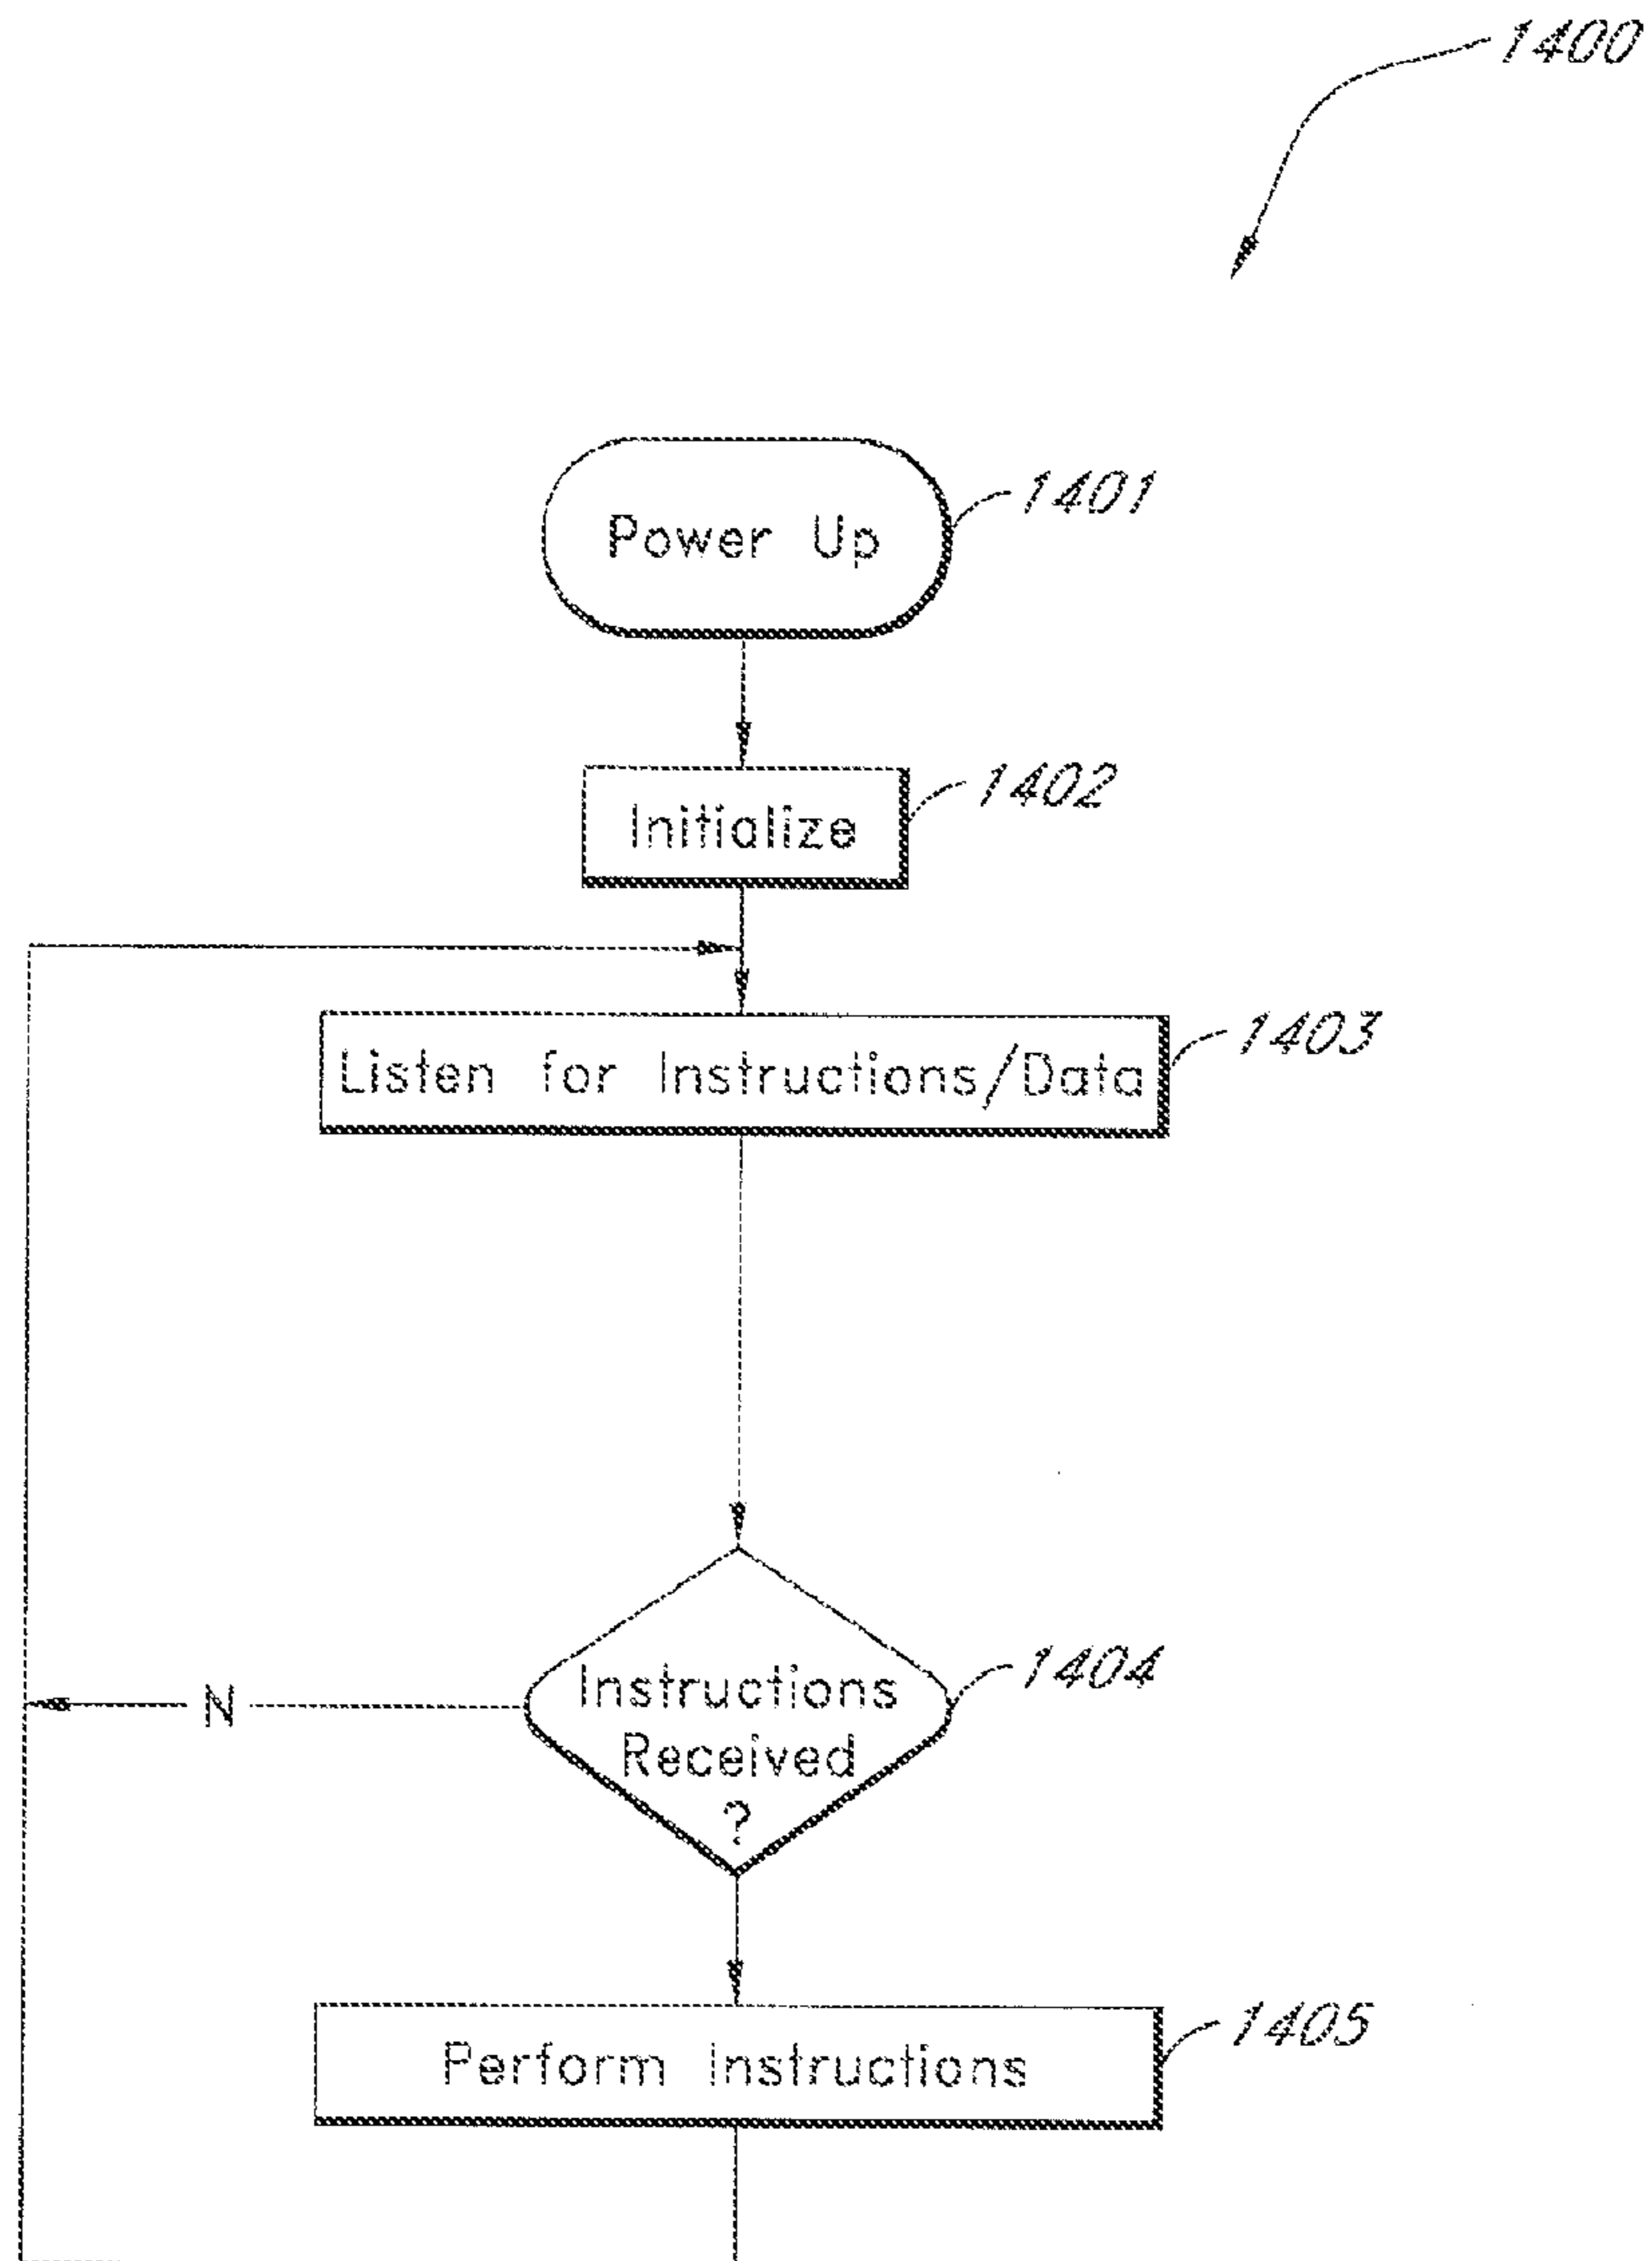 1400
Power Up
1401
Initialize
1402
Listen for Instructions/Data
1403
Instructions
Received
?
1404
N
Perform Instructions
1405